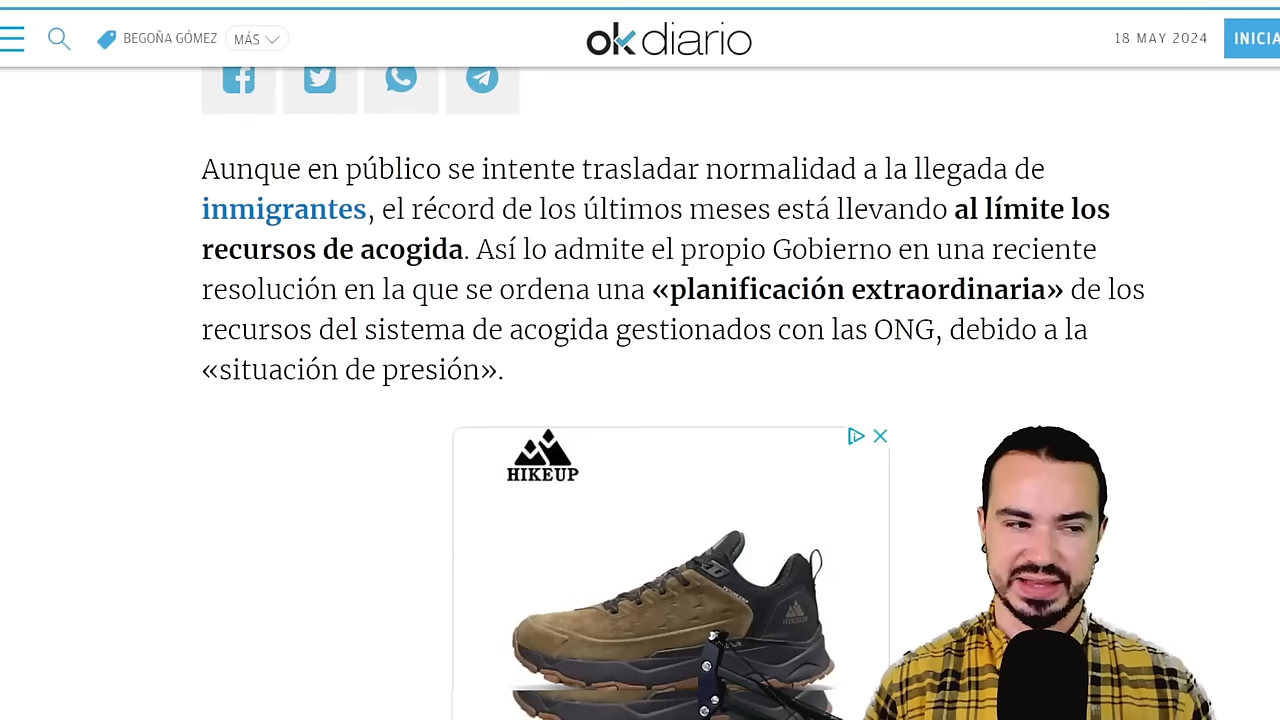 BEGOÑA GÓMEZ
MÁS
okdiario
18 MAY 2024
INICIA
Aunque en público se intente trasladar normalidad a la llegada de
inmigrantes, el récord de los últimos meses está llevando al límite los
recursos de acogida. Así lo admite el propio Gobierno en una reciente
resolución en la que se ordena una «planificación extraordinaria» de los
recursos del sistema de acogida gestionados con las ONG, debido a la
«situación de presión».
HIKEUP
HIKEUP